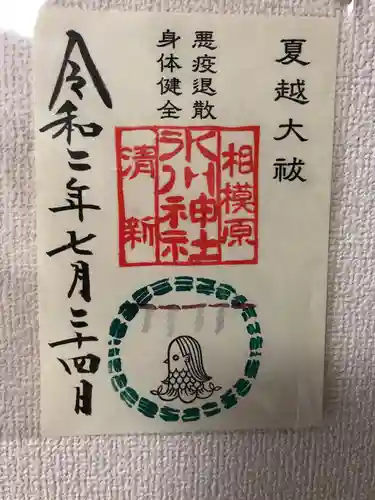 夏越大祓
悪疫退散
身体健全
相模原
氷川神社
清新
令和二年七月二十四日